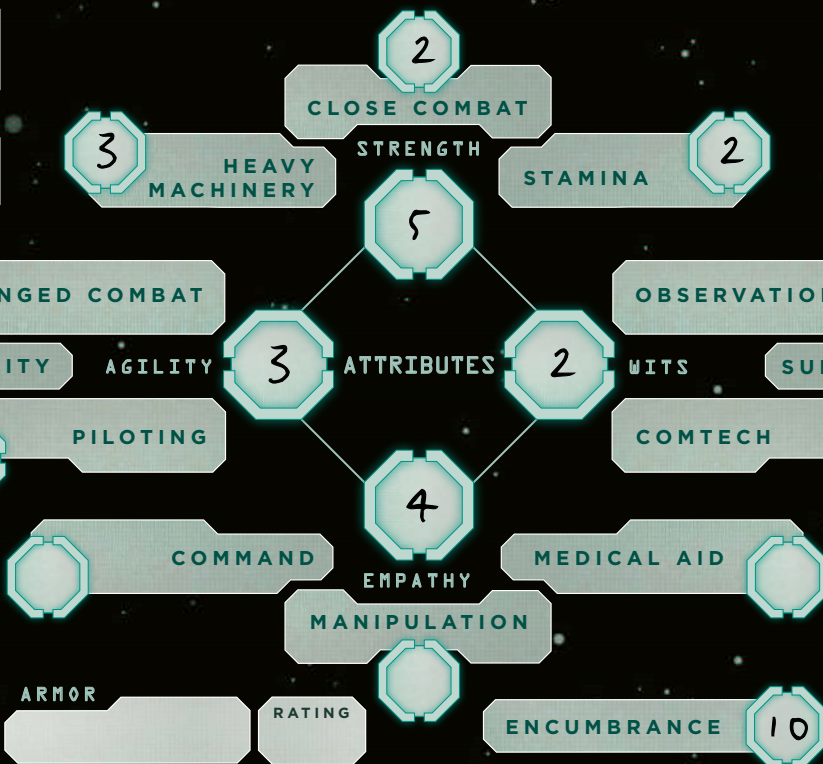 2
CLOSE COMBAT
3
HEAVY
MACHINERY
STRENGTH
STAMINA
2
5
NGED COMBAT
OBSERVATIO
ITY
AGILITY
3
ATTRIBUTES
2
WITS
SU
PILOTING
COMTECH
4
COMMAND
EMPATHY
MEDICAL AID
MANIPULATION
ARMOR
RATING
ENCUMBRANCE
10